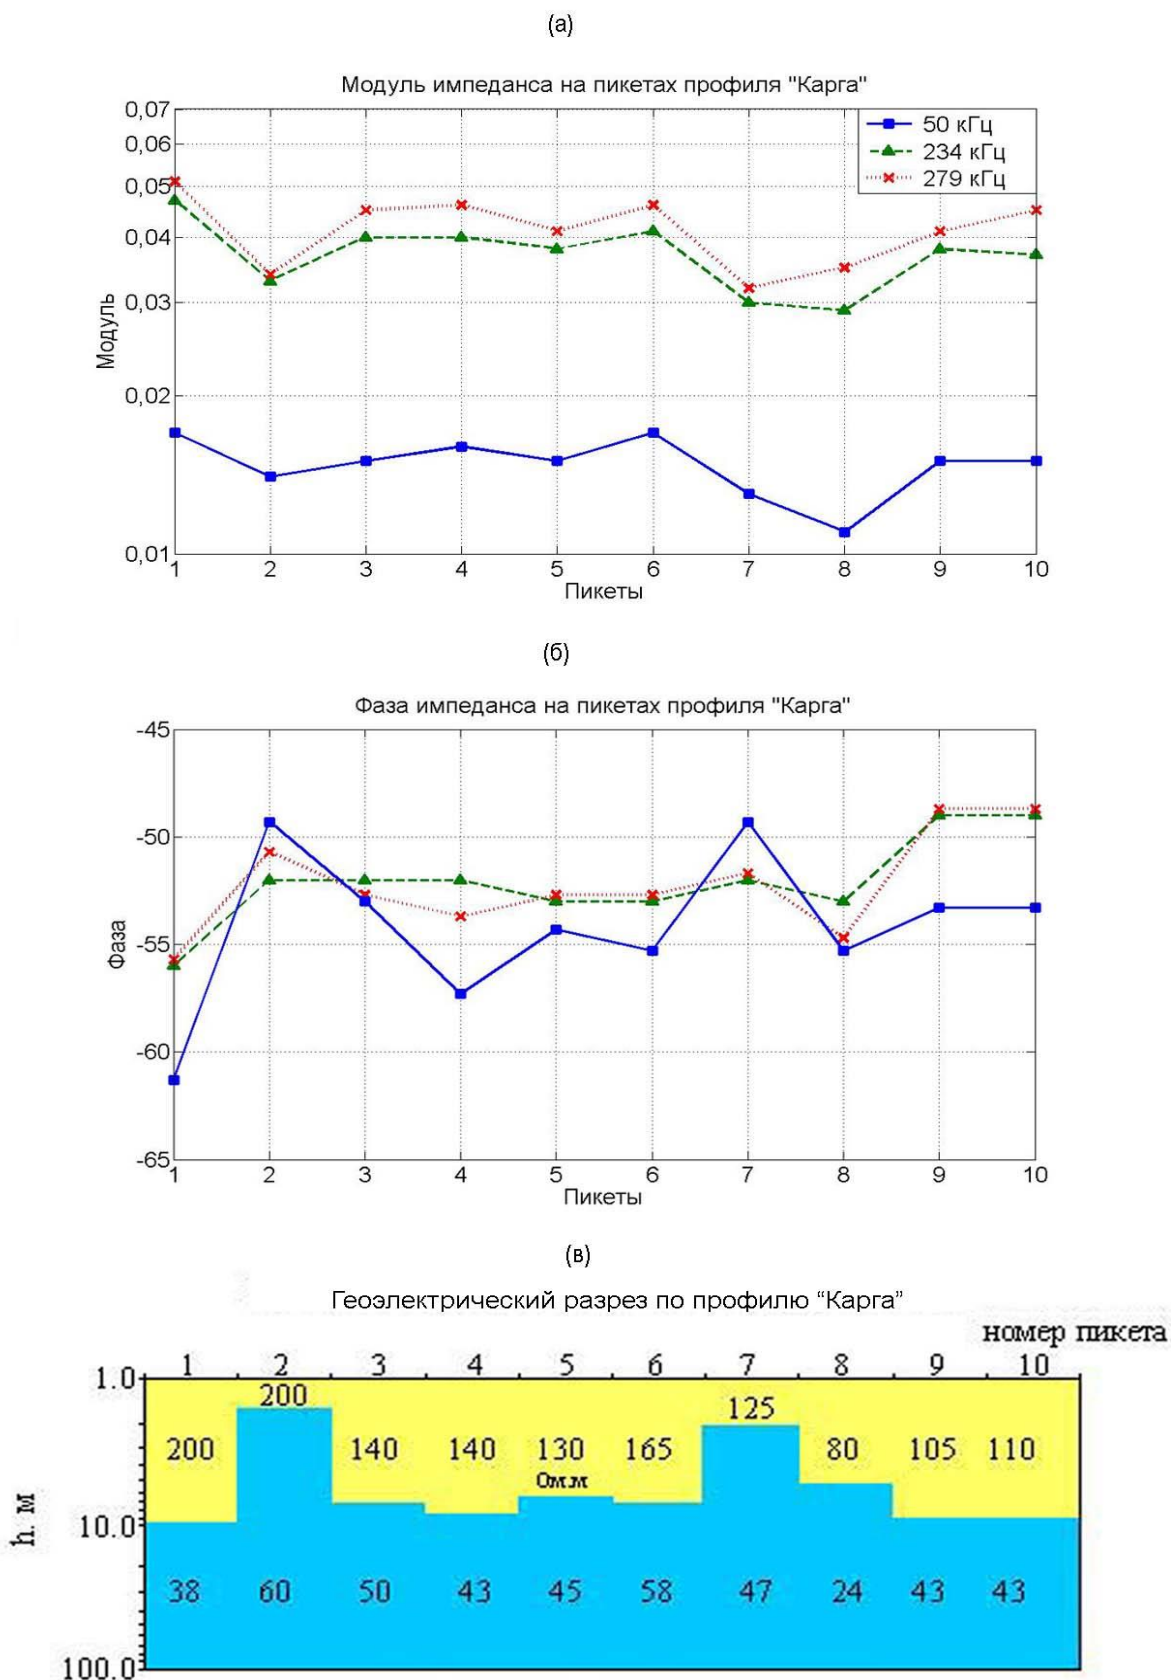 (а)
Модуль импеданса на пикетах профиля "Карга"
0,07
0,06
0,05
0,04
0,03
0,02
0,01
Модуль
50 кГц
234 кГц
279 кГц
1 2 3 4 5 6 7 8 9 10
Пикеты
(б)
Фаза импеданса на пикетах профиля "Карга"
-45
-50
-55
-60
-65
Фаза
1 2 3 4 5 6 7 8 9 10
Пикеты
(в)
Геоэлектрический разрез по профилю “Карга”
номер пикета
1 2 3 4 5 6 7 8 9 10
1.0
200 125
200 140 140 130 165 80 105 110
Ом.м
h. м
10.0
38 60 50 43 45 58 47 24 43 43
100.0